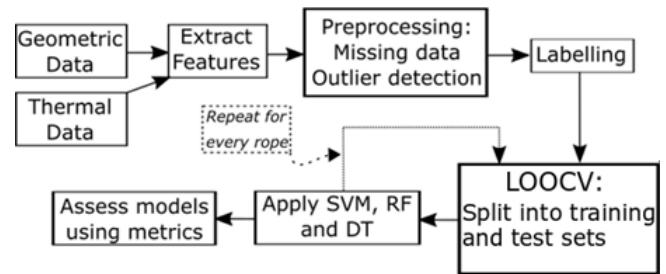 Geometric
Data
Thermal
Data
Extract
Features
Preprocessing:
Missing data
Outlier detection
Labelling
Repeat for
every rope
LOOCV:
Split into training
and test sets
Apply SVM, RF
and DT
Assess models
using metrics